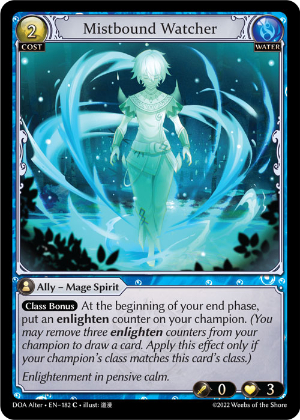 2
COST
Mistbound Watcher
WATER
Ally – Mage Spirit
Class Bonus At the beginning of your end phase,
put an enlighten counter on your champion. (You
may remove three enlighten counters from your
champion to draw a card. Apply this effect only if
your champion's class matches this card's class.)
Enlightenment in pensive calm.
0
3
DOA Alter • EN-182 C • illust: 道漫
©2022 Weebs of the Shore